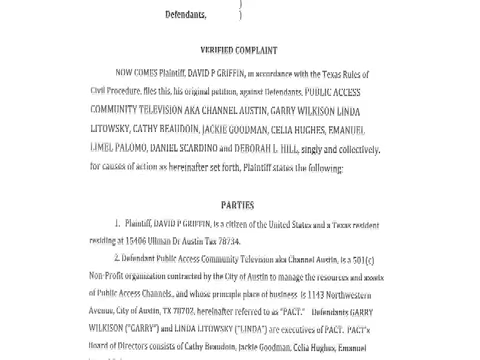 )
Defendants, )
VERIFIED COMPLAINT
NOW COMES Plaintiff, DAVID P GRIFFIN, in accordance with the Texas Rules of
Civil Procedure, files this, his original petition, against Defendants, PUBLIC ACCESS
COMMUNITY TELEVISION AKA CHANNEL AUSTIN, GARRY WILKISON LINDA
LITOWSKY, CATHY BEAUDOIN, JACKIE GOODMAN, CELIA HUGHES, EMANUEL
LIMEL PALOMO, DANIEL SCARDINO and DEBORAH L. HILL, singly and collectively,
for causes of action as hereinafter set forth, Plaintiff states the following:
PARTIES
1. Plaintiff, DAVID P GRIFFIN, is a citizen of the United States and a Texas resident
residing at 15406 Ullman Dr Austin Tax 78734.
2. Defendant Public Access Community Television aka Channel Austin, is a 501(c)
Non-Profit organization contracted by the City of Austin to manage the resources and assets
of Public Access Channels, and whose principle place of business is 1143 Northwestern
Avenue, City of Austin, TX 78702, hereinafter referred to as "PACT." Defendants GARRY
WILKISON ("GARRY") and LINDA LITOWSKY ("LINDA") are executives of PACT. PACT's
Board of Directors consists of Cathy Beaudoin, Jackie Goodman, Celia Hughes, Emanuel